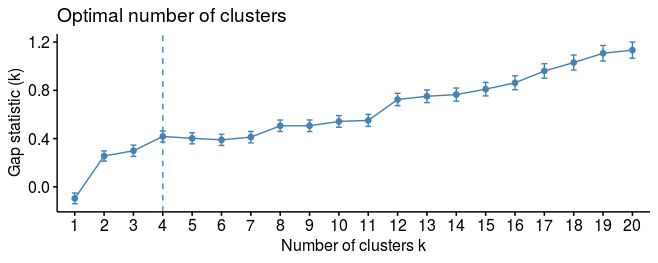 Optimal number of clusters
Gap statistic (k)
1.2
0.8
0.4
0.0
1 2 3 4 5 6 7 8 9 10 11 12 13 14 15 16 17 18 19 20
Number of clusters k